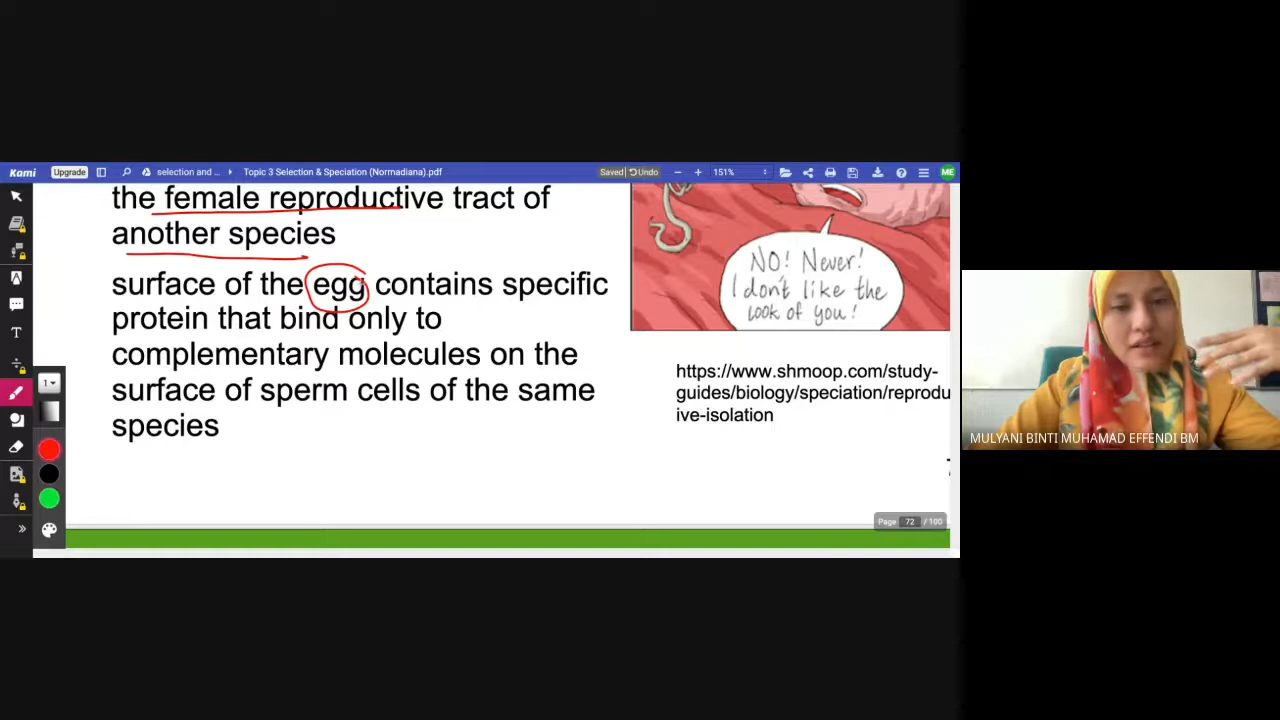 Kami
Upgrade
selection and ...
Topic 3 Selection & Speciation (Normadiana).pdf
Saved
Undo
151%
ME
the female reproductive tract of
another species
surface of the egg contains specific
protein that bind only to
complementary molecules on the
surface of sperm cells of the same
species
NO! Never!
I don't like the
look of you!
https://www.shmoop.com/study-
guides/biology/speciation/reprodu
ive-isolation
1
T
Page 72 / 100
MULYANI BINTI MUHAMAD EFFENDI BM